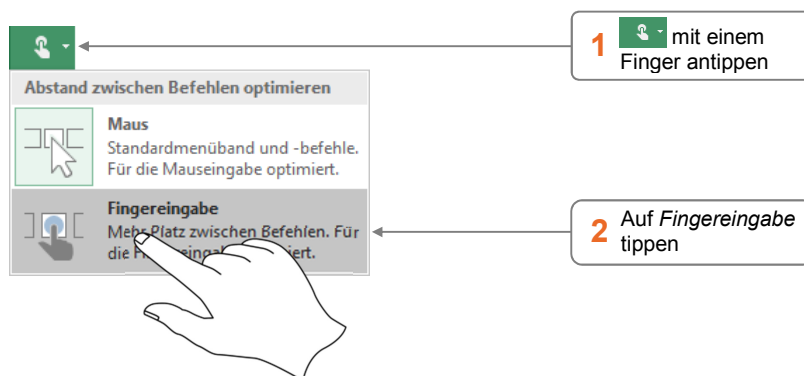 1 mit einem
Finger antippen
Abstand zwischen Befehlen optimieren
Maus
Standardmenüband und -befehle.
Für die Mauseingabe optimiert.
Fingereingabe
Mehr Platz zwischen Befehlen. Für
die
2 Auf Fingereingabe
tippen